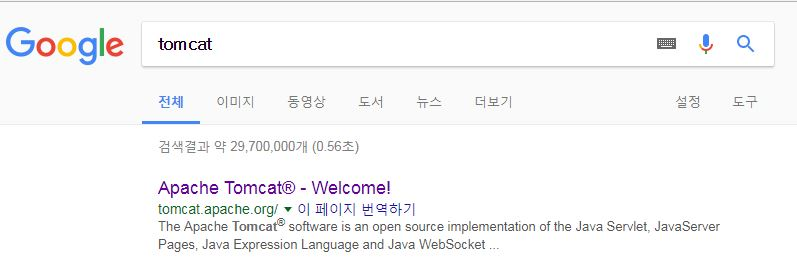 Google
tomcat
전체 이미지 동영상 도서 뉴스 더보기 설정 도구
검색결과 약 29,700,000개 (0.56초)
Apache Tomcat® - Welcome!
tomcat.apache.org/ ▼ 이 페이지 번역하기
The Apache Tomcat® software is an open source implementation of the Java Servlet, JavaServer
Pages, Java Expression Language and Java WebSocket ...